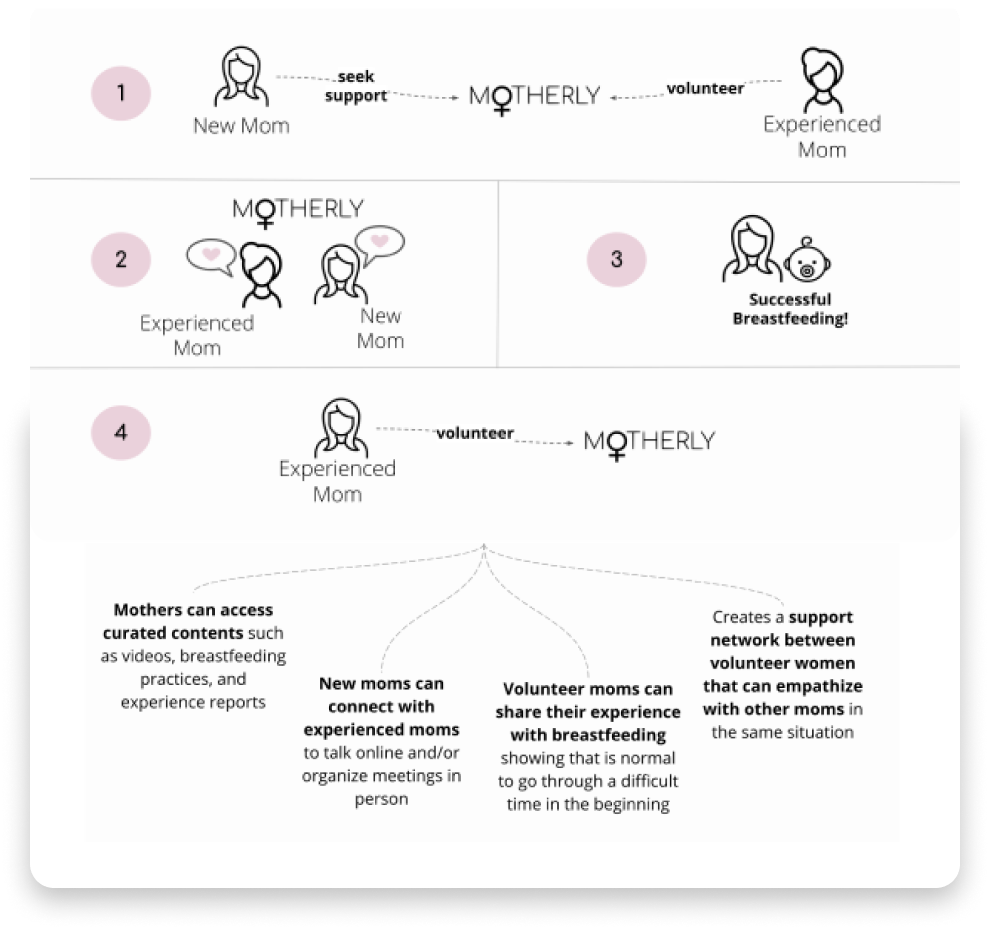 1
seek
support
MOTHERLY
volunteer
New Mom
Experienced
Mom
2
MOTHERLY
Experienced
Mom
New
Mom
3
Successful
Breastfeeding!
4
volunteer
MOTHERLY
Experienced
Mom
Mothers can access
curated contents such
as videos, breastfeeding
practices, and
experience reports
New moms can
connect with
experienced moms
to talk online and/or
organize meetings in
person
Volunteer moms can
share their experience
with breastfeeding
showing that is normal
to go through a difficult
time in the beginning
Creates a support
network between
volunteer women
that can empathize
with other moms in
the same situation